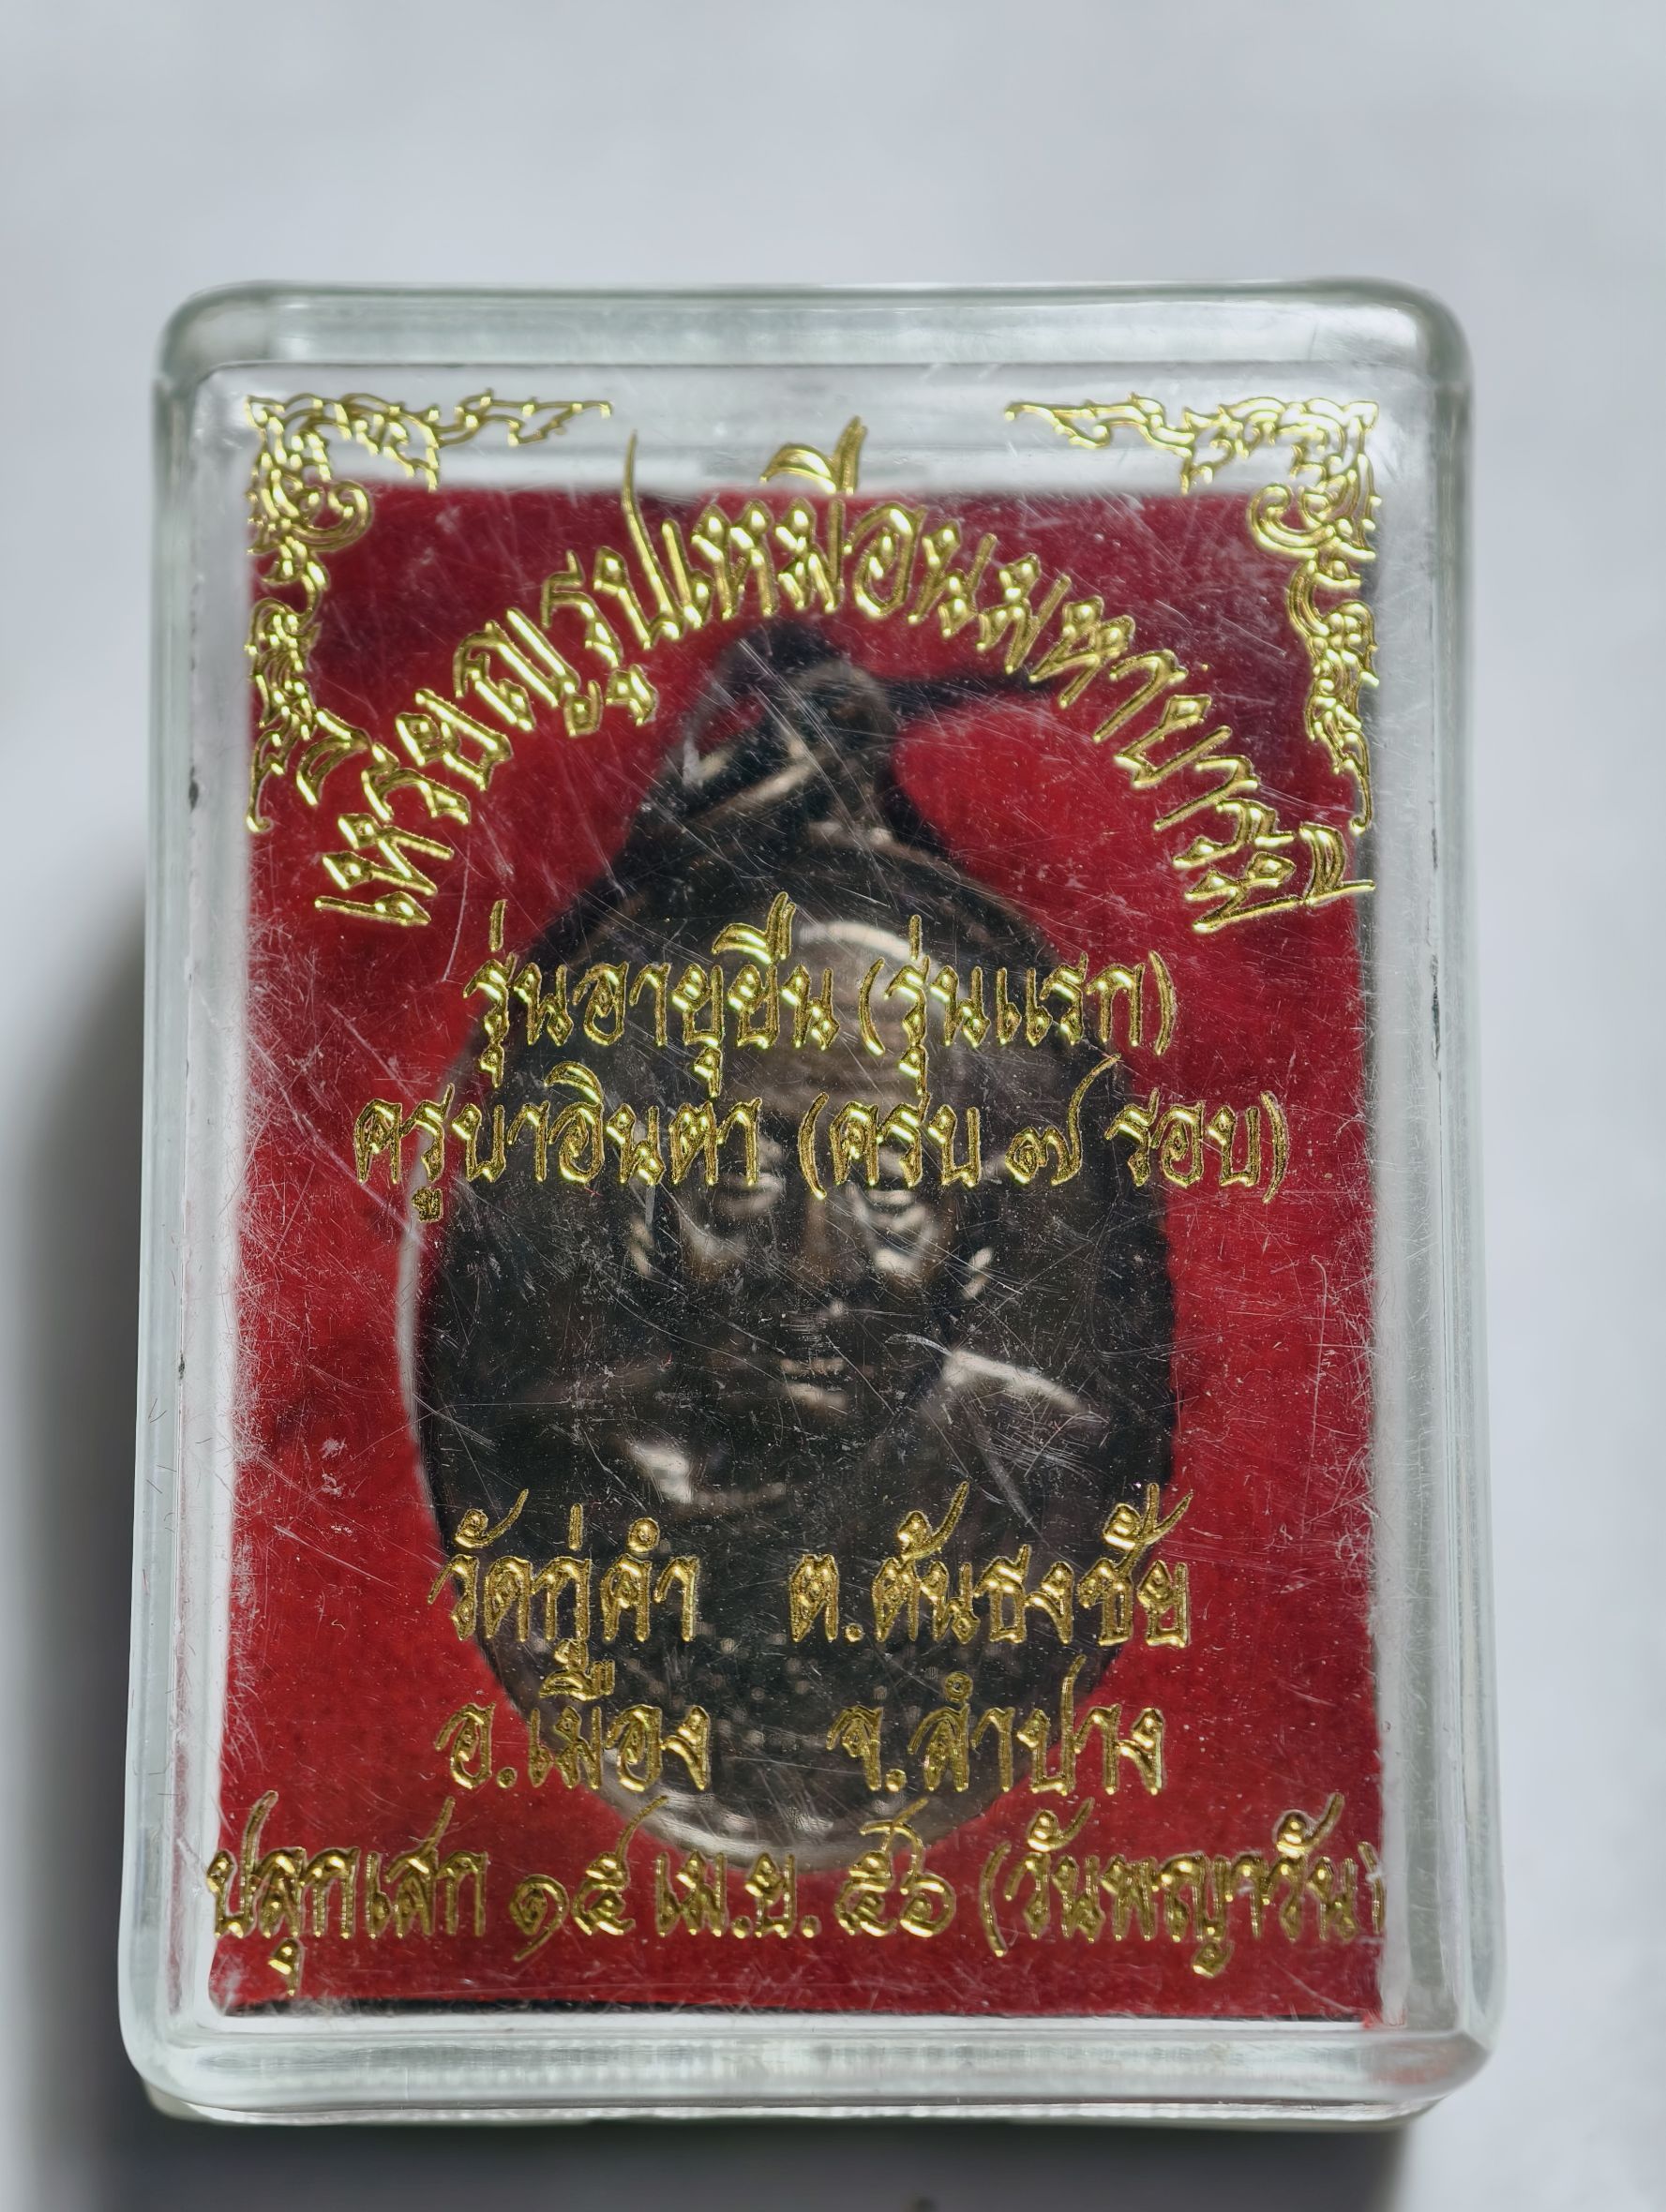 เหรียญรูปเหมือนมหาบารมี
รุ่นอายุยืน (รุ่นแรก)
ครูบาอินตา (ครบ ๗ รอบ)
วัดกู่คำ ต.ต้นธงชัย
อ.เมือง จ.ลำปาง
ปลุกเสก ๑๕ เม.ย. ๕๖ (วันพญาวัน)